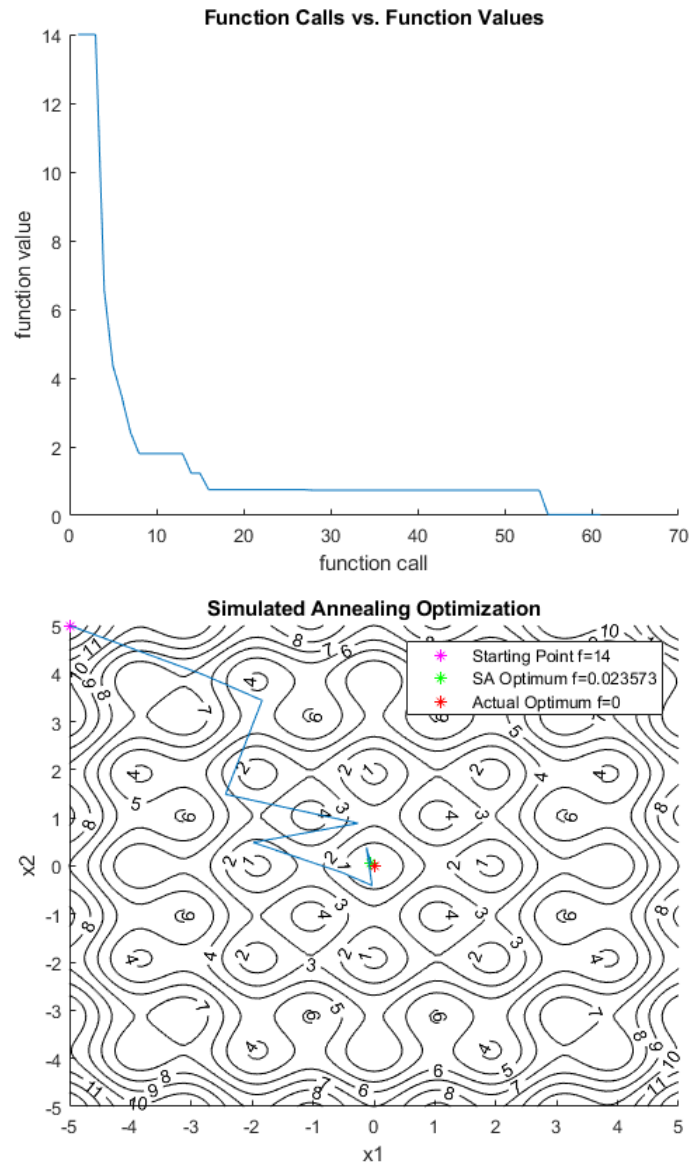 Function Calls vs. Function Values
14
12
10
8
6
4
2
0
function value
0 10 20 30 40 50 60 70
function call
Simulated Annealing Optimization
Starting Point f=14
SA Optimum f=0.023573
Actual Optimum f=0
5
4
3
2
1
0
-1
-2
-3
-4
-5
x2
-5 -4 -3 -2 -1 0 1 2 3 4 5
x1